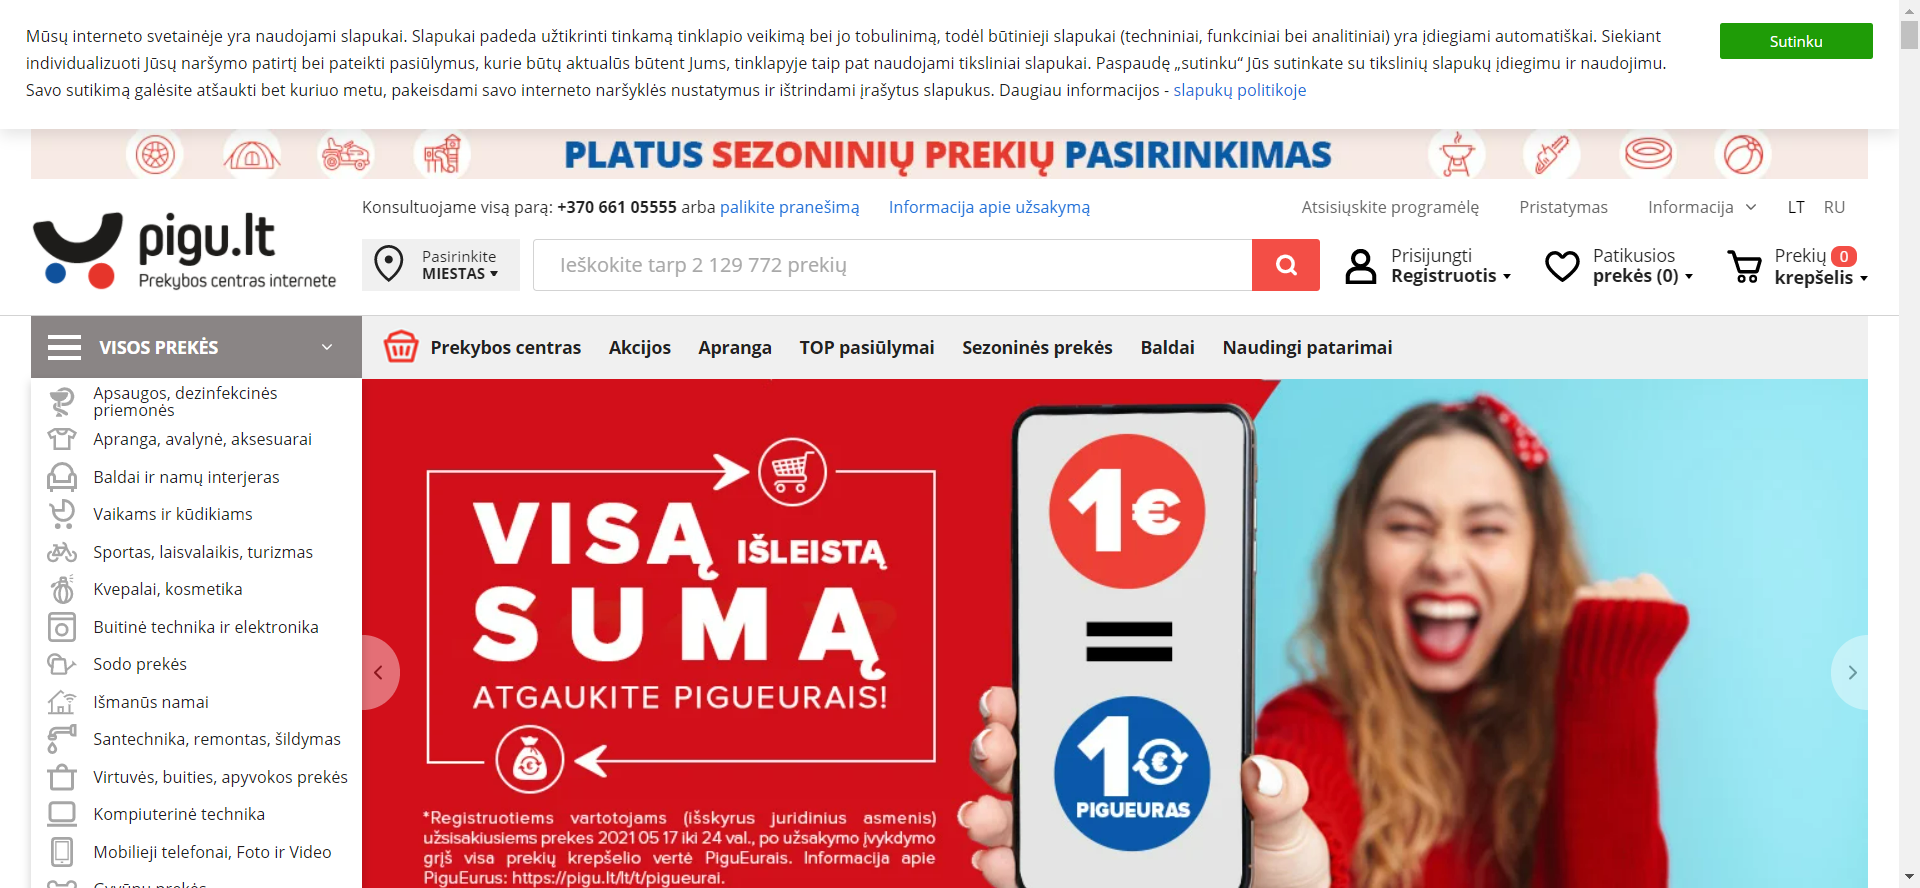 Mūsų interneto svetainėje yra naudojami slapukai. Slapukai padeda užtikrinti tinkamą tinklapio veikimą bei jo tobulinimą, todėl būtinieji slapukai (techniniai, funkciniai bei analitiniai) yra įdiegiami automatiškai. Siekiant
individualizuoti Jūsų naršymo patirtį bei pateikti pasiūlymus, kurie būtų aktualūs būtent Jums, tinklapyje taip pat naudojami tiksliniai slapukai. Paspaudę „sutinku“ Jūs sutinkate su tikslinių slapukų įdiegimu ir naudojimu.
Savo sutikimą galėsite atšaukti bet kuriuo metu, pakeisdami savo interneto naršyklės nustatymus ir ištrindami įrašytus slapukus. Daugiau informacijos - slapukų politikoje
Sutinku
PLATUS SEZONINIŲ PREKIŲ PASIRINKIMAS
pigu.lt
Prekybos centras internete
Konsultuojame visą parą: +370 661 05555 arba palikite pranešimą Informacija apie užsakymą
Atsisiųskite programėlę Pristatymas Informacija LT RU
Pasirinkite
MIESTAS
Ieškokite tarp 2 129 772 prekių
Prisijungti
Registruotis
Patikusios
prekės (0)
Prekių 0
krepšelis
VISOS PREKĖS
Prekybos centras Akcijos Apranga TOP pasiūlymai Sezoninės prekės Baldai Naudingi patarimai
Apsaugos, dezinfekcinės
priemonės
Apranga, avalynė, aksesuarai
Baldai ir namų interjeras
Vaikams ir kūdikiams
Sportas, laisvalaikis, turizmas
Kvepalai, kosmetika
Buitinė technika ir elektronika
Sodo prekės
Išmanūs namai
Santechnika, remontas, šildymas
Virtuvės, buities, apyvokos prekės
Kompiuterinė technika
Mobilieji telefonai, Foto ir Video
Gyvūnų prekės
VISĄ IŠLEISTĄ
SUMĄ
ATGAUKITE PIGUEURAIS!
*Registruotiems vartotojams (išskyrus juridinius asmenis)
užsisakiusiems prekes 2021 05 17 iki 24 val., po užsakymo įvykdymo
grįš visa prekių krepšelio vertė PiguEurais. Informacija apie
PiguEurus: https://pigu.lt/lt/t/pigueurai.
1€
=
1€
PIGUEURAS